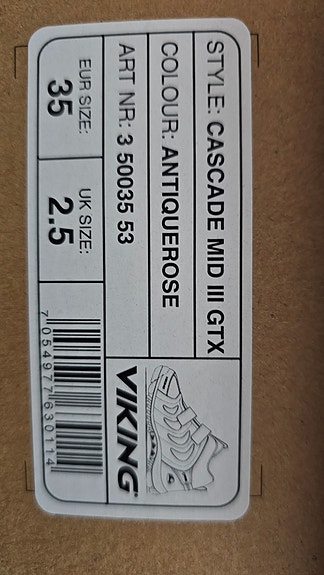 STYLE: CASCADE MID III GTX
COLOUR: ANTIQUEROSE
ART NR: 3 50035 53
EUR SIZE:
35
UK SIZE:
2.5
VIKING®
7 054977 630114